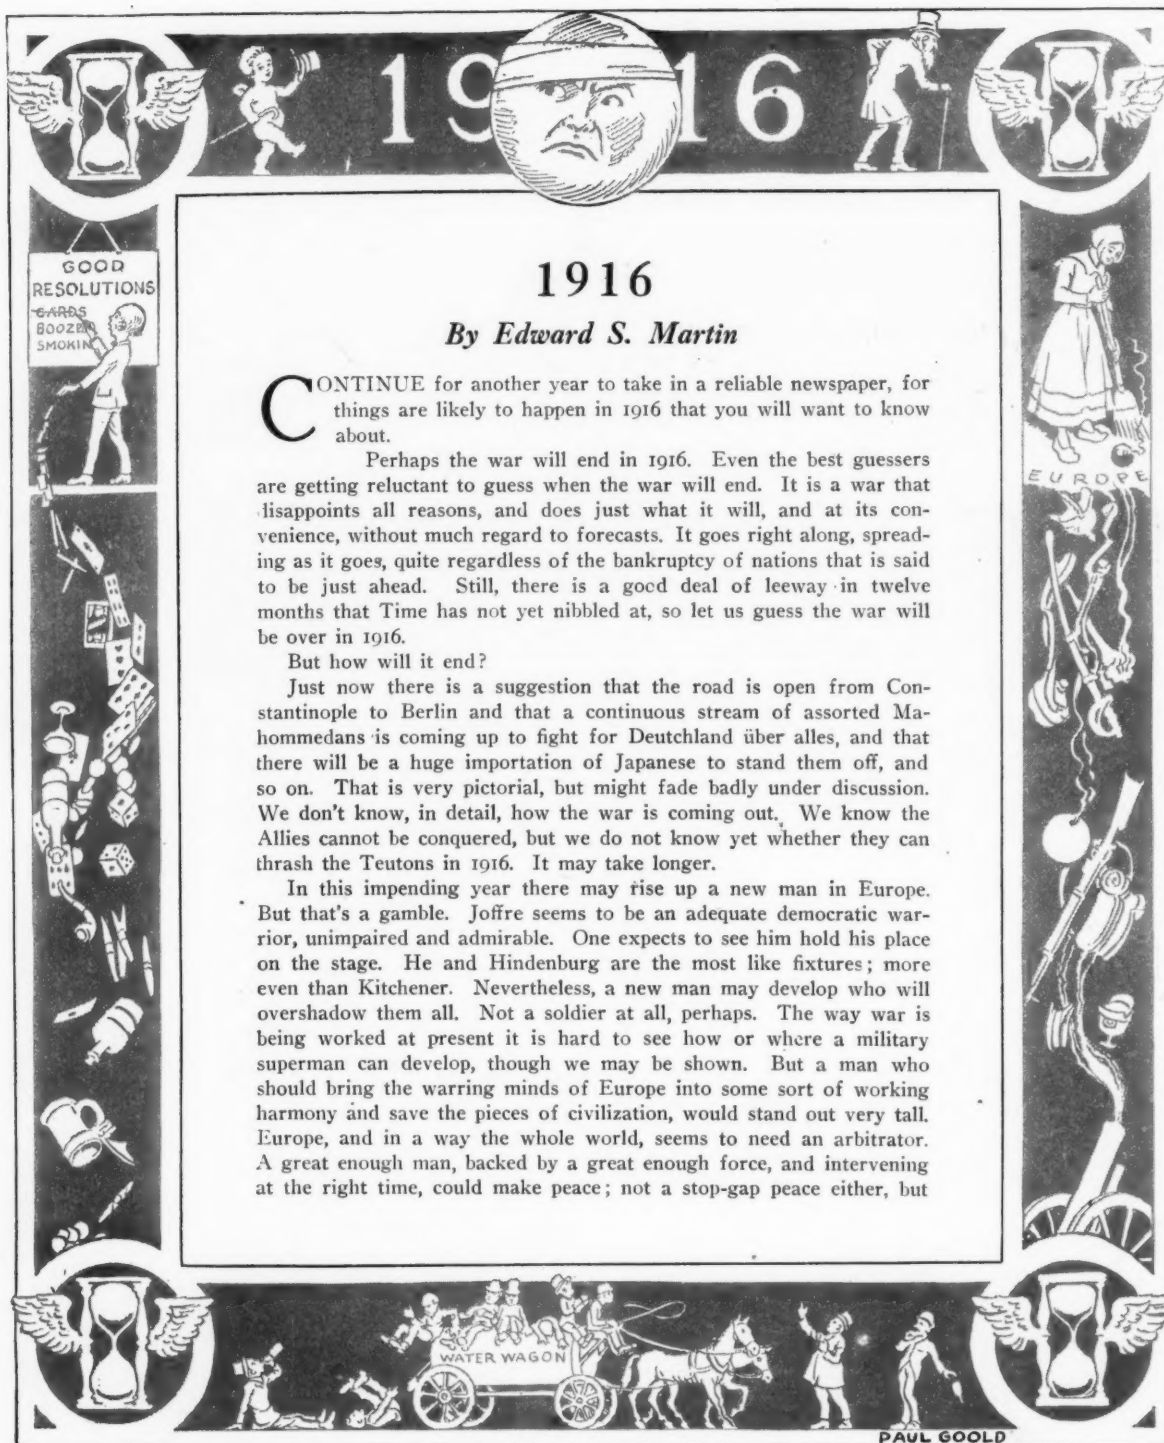 1916
GOOD
RESOLUTIONS
CARDS
BOOZE
SMOKIN
EUROPE
1916
By Edward S. Martin
CONTINUE for another year to take in a reliable newspaper, for
things are likely to happen in 1916 that you will want to know
about.
Perhaps the war will end in 1916. Even the best guessers
are getting reluctant to guess when the war will end. It is a war that
disappoints all reasons, and does just what it will, and at its con-
venience, without much regard to forecasts. It goes right along, spread-
ing as it goes, quite regardless of the bankruptcy of nations that is said
to be just ahead. Still, there is a good deal of leeway in twelve
months that Time has not yet nibbled at, so let us guess the war will
be over in 1916.
But how will it end?
Just now there is a suggestion that the road is open from Con-
stantinople to Berlin and that a continuous stream of assorted Ma-
hommedans is coming up to fight for Deutchland über alles, and that
there will be a huge importation of Japanese to stand them off, and
so on. That is very pictorial, but might fade badly under discussion.
We don't know, in detail, how the war is coming out. We know the
Allies cannot be conquered, but we do not know yet whether they can
thrash the Teutons in 1916. It may take longer.
In this impending year there may rise up a new man in Europe.
But that's a gamble. Joffre seems to be an adequate democratic war-
rior, unimpaired and admirable. One expects to see him hold his place
on the stage. He and Hindenburg are the most like fixtures; more
even than Kitchener. Nevertheless, a new man may develop who will
overshadow them all. Not a soldier at all, perhaps. The way war is
being worked at present it is hard to see how or where a military
superman can develop, though we may be shown. But a man who
should bring the warring minds of Europe into some sort of working
harmony and save the pieces of civilization, would stand out very tall.
Europe, and in a way the whole world, seems to need an arbitrator.
A great enough man, backed by a great enough force, and intervening
at the right time, could make peace; not a stop-gap peace either, but
WATER WAGON
PAUL GOOLD